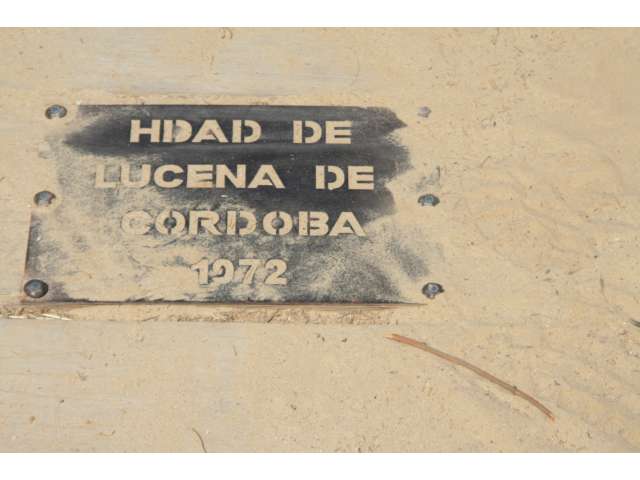 HDAD DE
LUCENA DE
CORDOBA
1972